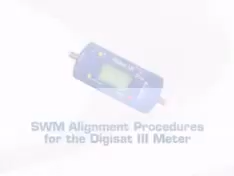 SWM Alignment Procedures
for the Digisat III Meter